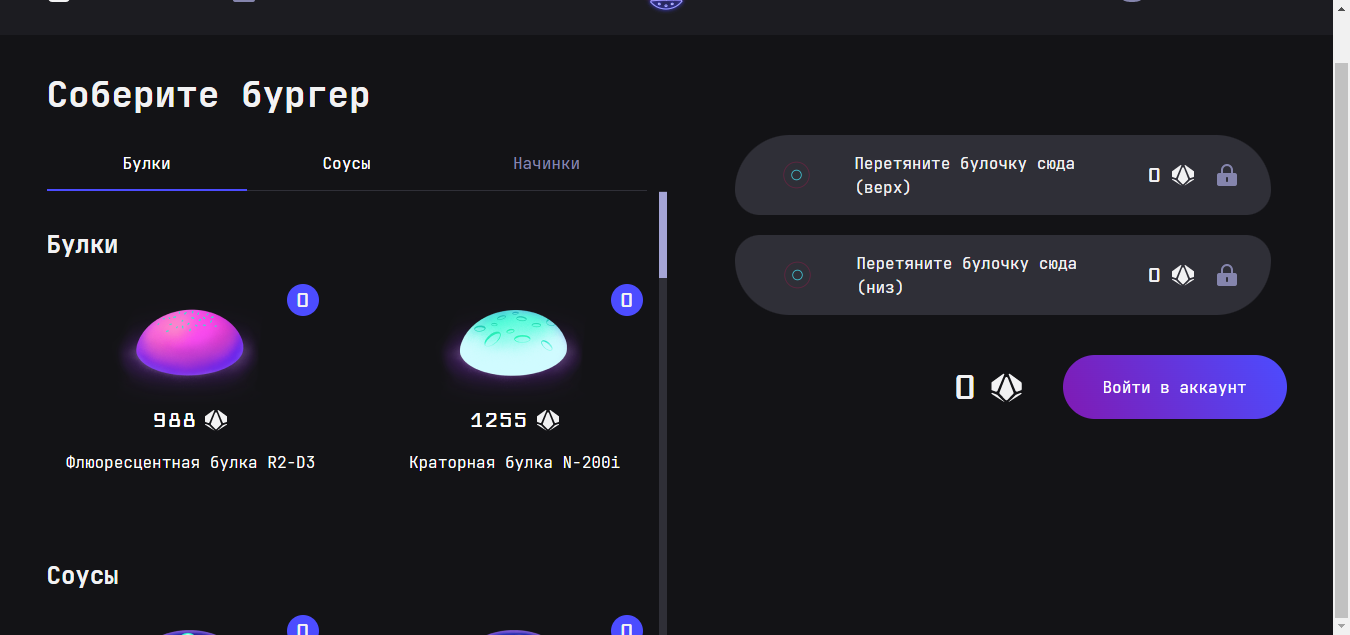 Соберите бургер
Булки
Соусы
Начинки
Булки
0
0
988
1255
Флюоресцентная булка R2-D3
Краторная булка N-200i
Соусы
0
0
Перетяните булочку сюда
(верх)
0
Перетяните булочку сюда
(низ)
0
0
Войти в аккаунт